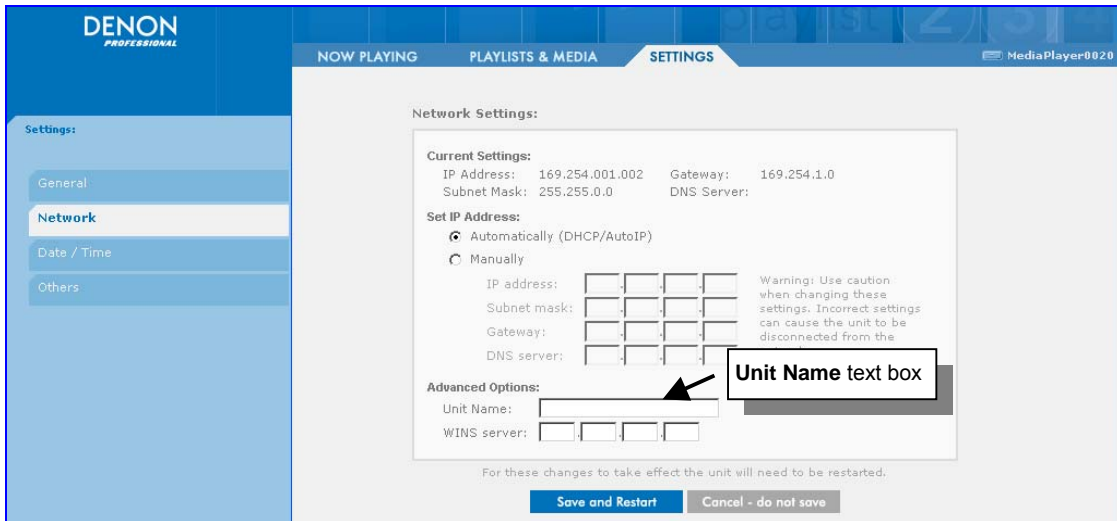 DENON
PROFESSIONAL
playlist 2 3 4
NOW PLAYING PLAYLISTS & MEDIA SETTINGS MediaPlayer0020
Settings:
General
Network
Date / Time
Others
Network Settings:
Current Settings:
IP Address: 169.254.001.002 Gateway: 169.254.1.0
Subnet Mask: 255.255.0.0 DNS Server:
Set IP Address:
Automatically (DHCP/AutoIP)
Manually
IP address: . . .
Subnet mask: . . .
Gateway: . . .
DNS server: . . .
Warning: Use caution
when changing these
settings. Incorrect settings
can cause the unit to be
disconnected from the
Unit Name text box
Advanced Options:
Unit Name:
WINS server: . . .
For these changes to take effect the unit will need to be restarted.
Save and Restart Cancel - do not save